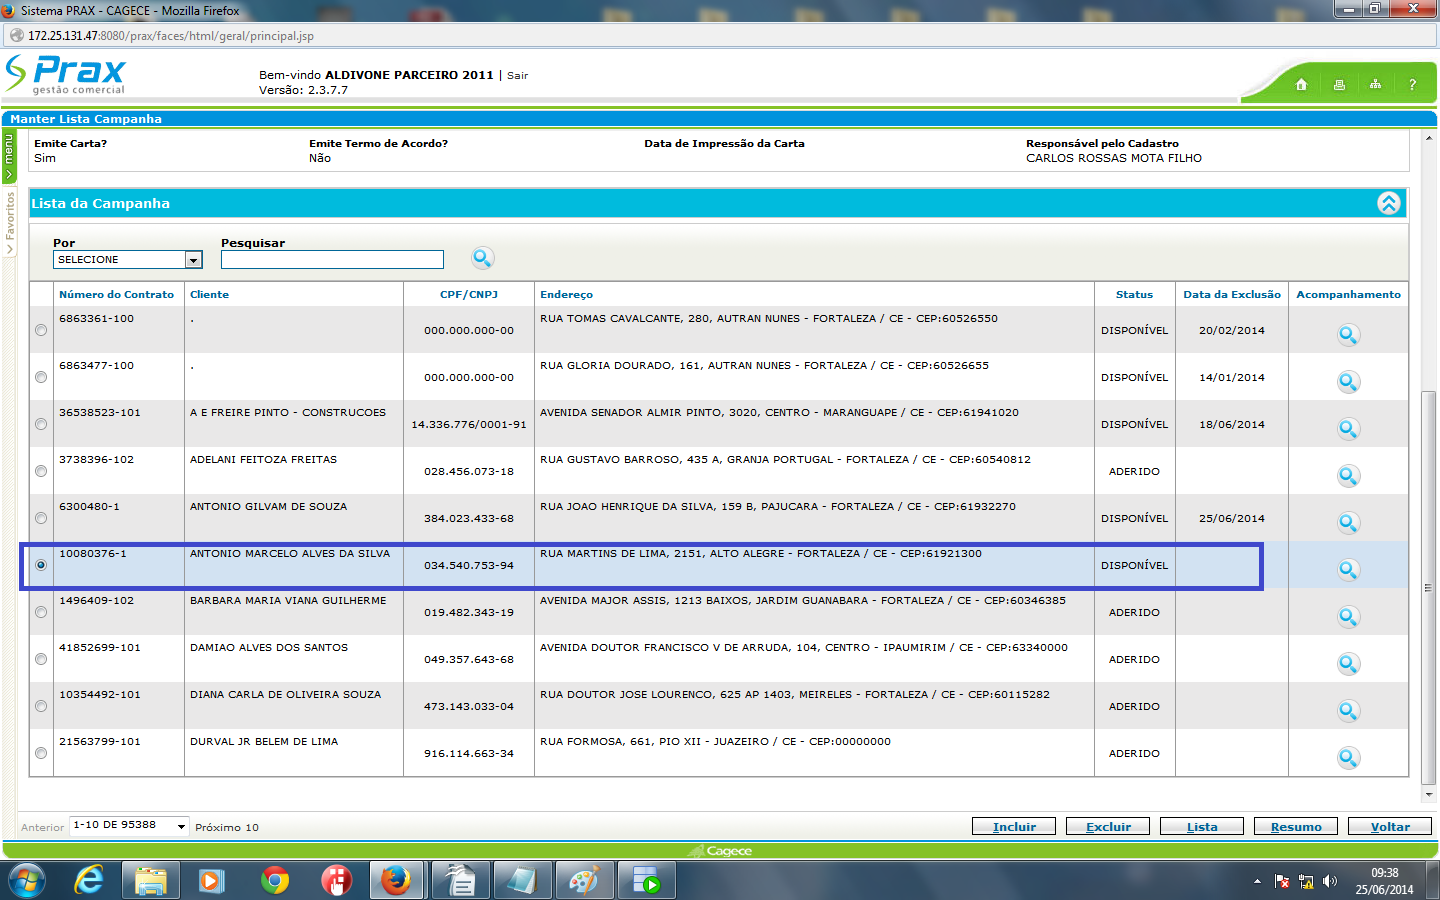 Sistema PRAX - CAGECE - Mozilla Firefox
172.25.131.47:8080/prax/faces/html/geral/principal.jsp
Prax
gestão comercial
Bem-vindo ALDIVONE PARCEIRO 2011 | Sair
Versão: 2.3.7.7
?
Manter Lista Campanha
menu
Favoritos
Emite Carta? Emite Termo de Acordo? Data de Impressão da Carta Responsável pelo Cadastro
Sim Não CARLOS ROSSAS MOTA FILHO
Lista da Campanha
Por Pesquisar
SELECIONE
Número do Contrato Cliente CPF/CNPJ Endereço Status Data da Exclusão Acompanhamento
6863361-100 . 000.000.000-00 RUA TOMAS CAVALCANTE, 280, AUTRAN NUNES - FORTALEZA / CE - CEP:60526550 DISPONÍVEL 20/02/2014
6863477-100 . 000.000.000-00 RUA GLORIA DOURADO, 161, AUTRAN NUNES - FORTALEZA / CE - CEP:60526655 DISPONÍVEL 14/01/2014
36538523-101 A E FREIRE PINTO - CONSTRUCOES 14.336.776/0001-91 AVENIDA SENADOR ALMIR PINTO, 3020, CENTRO - MARANGUAPE / CE - CEP:61941020 DISPONÍVEL 18/06/2014
3738396-102 ADELANI FEITOZA FREITAS 028.456.073-18 RUA GUSTAVO BARROSO, 435 A, GRANJA PORTUGAL - FORTALEZA / CE - CEP:60540812 ADERIDO
6300480-1 ANTONIO GILVAM DE SOUZA 384.023.433-68 RUA JOAO HENRIQUE DA SILVA, 159 B, PAJUCARA - FORTALEZA / CE - CEP:61932270 DISPONÍVEL 25/06/2014
10080376-1 ANTONIO MARCELO ALVES DA SILVA 034.540.753-94 RUA MARTINS DE LIMA, 2151, ALTO ALEGRE - FORTALEZA / CE - CEP:61921300 DISPONÍVEL
1496409-102 BARBARA MARIA VIANA GUILHERME 019.482.343-19 AVENIDA MAJOR ASSIS, 1213 BAIXOS, JARDIM GUANABARA - FORTALEZA / CE - CEP:60346385 ADERIDO
41852699-101 DAMIAO ALVES DOS SANTOS 049.357.643-68 AVENIDA DOUTOR FRANCISCO V DE ARRUDA, 104, CENTRO - IPAUMIRIM / CE - CEP:63340000 ADERIDO
10354492-101 DIANA CARLA DE OLIVEIRA SOUZA 473.143.033-04 RUA DOUTOR JOSE LOURENCO, 625 AP 1403, MEIRELES - FORTALEZA / CE - CEP:60115282 ADERIDO
21563799-101 DURVAL JR BELEM DE LIMA 916.114.663-34 RUA FORMOSA, 661, PIO XII - JUAZEIRO / CE - CEP:00000000 ADERIDO
Anterior 1-10 DE 95388 Próximo 10 Incluir Excluir Lista Resumo Voltar
Cagece
09:38
25/06/2014